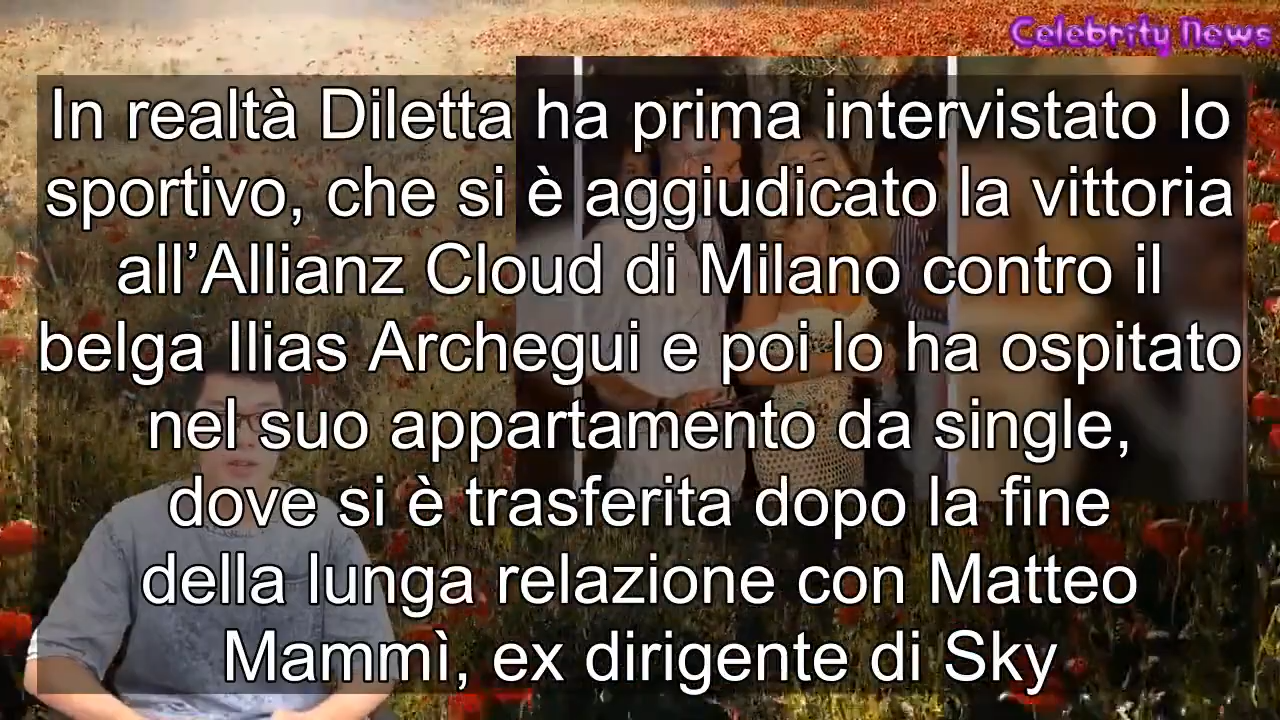 Celebrity News
In realtà Diletta ha prima intervistato lo
sportivo, che si è aggiudicato la vittoria
all’Allianz Cloud di Milano contro il
belga Ilias Archegui e poi lo ha ospitato
nel suo appartamento da single,
dove si è trasferita dopo la fine
della lunga relazione con Matteo
Mammì, ex dirigente di Sky